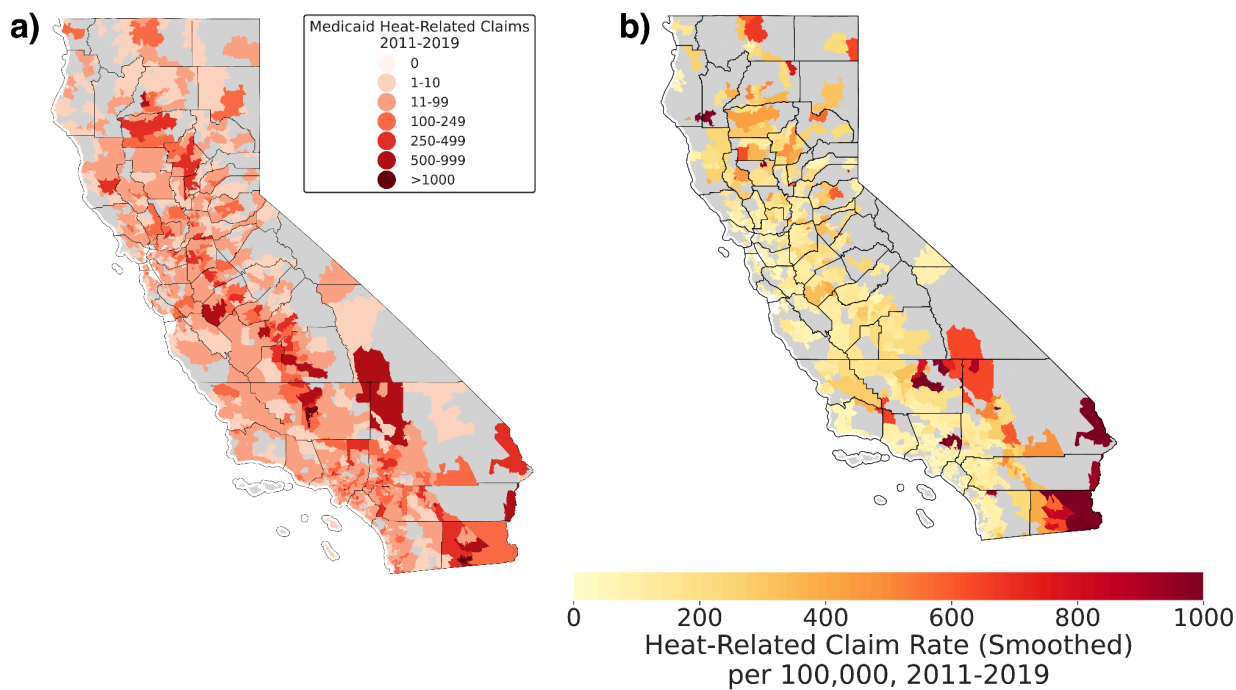 a)
Medicaid Heat-Related Claims
2011-2019
0
1-10
11-99
100-249
250-499
500-999
>1000
b)
0 200 400 600 800 1000
Heat-Related Claim Rate (Smoothed)
per 100,000, 2011-2019